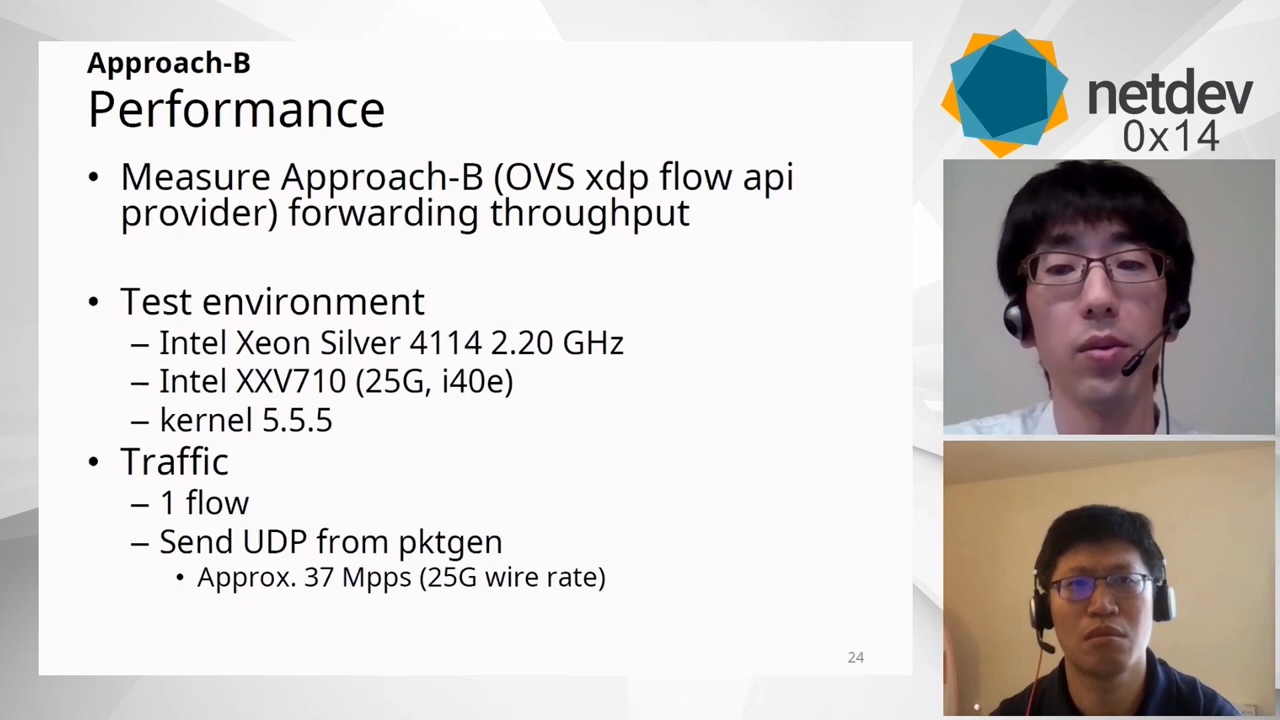 Approach-B
Performance
• Measure Approach-B (OVS xdp flow api
provider) forwarding throughput
• Test environment
– Intel Xeon Silver 4114 2.20 GHz
– Intel XXV710 (25G, i40e)
– kernel 5.5.5
• Traffic
– 1 flow
– Send UDP from pktgen
• Approx. 37 Mpps (25G wire rate)
24
netdev
0x14